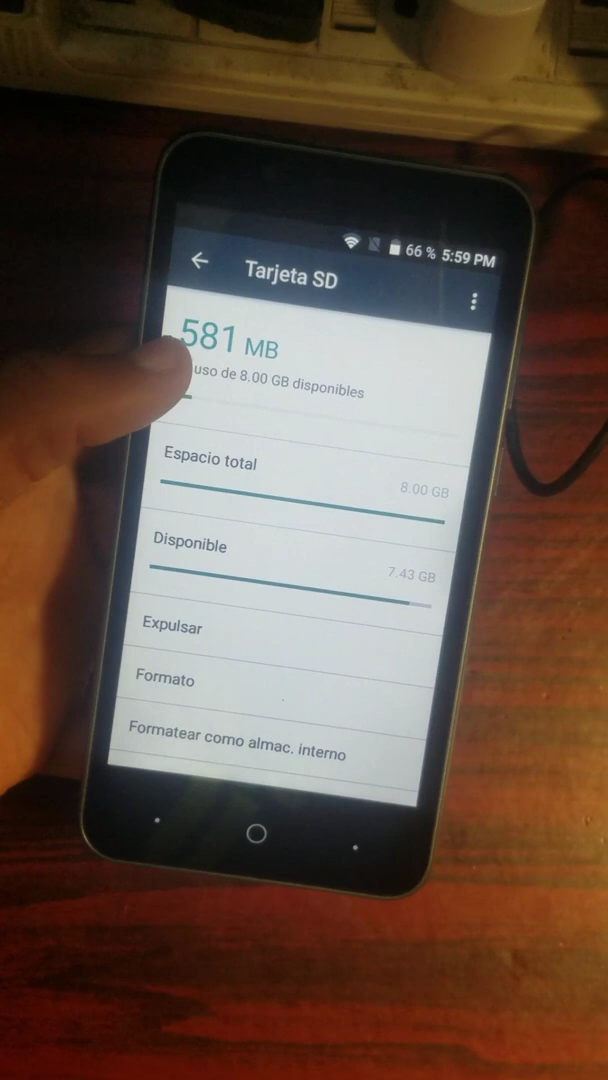 66 % 5:59 PM
Tarjeta SD
581 MB
uso de 8.00 GB disponibles
Espacio total
8.00 GB
Disponible
7.43 GB
Expulsar
Formato
Formatear como almac. interno